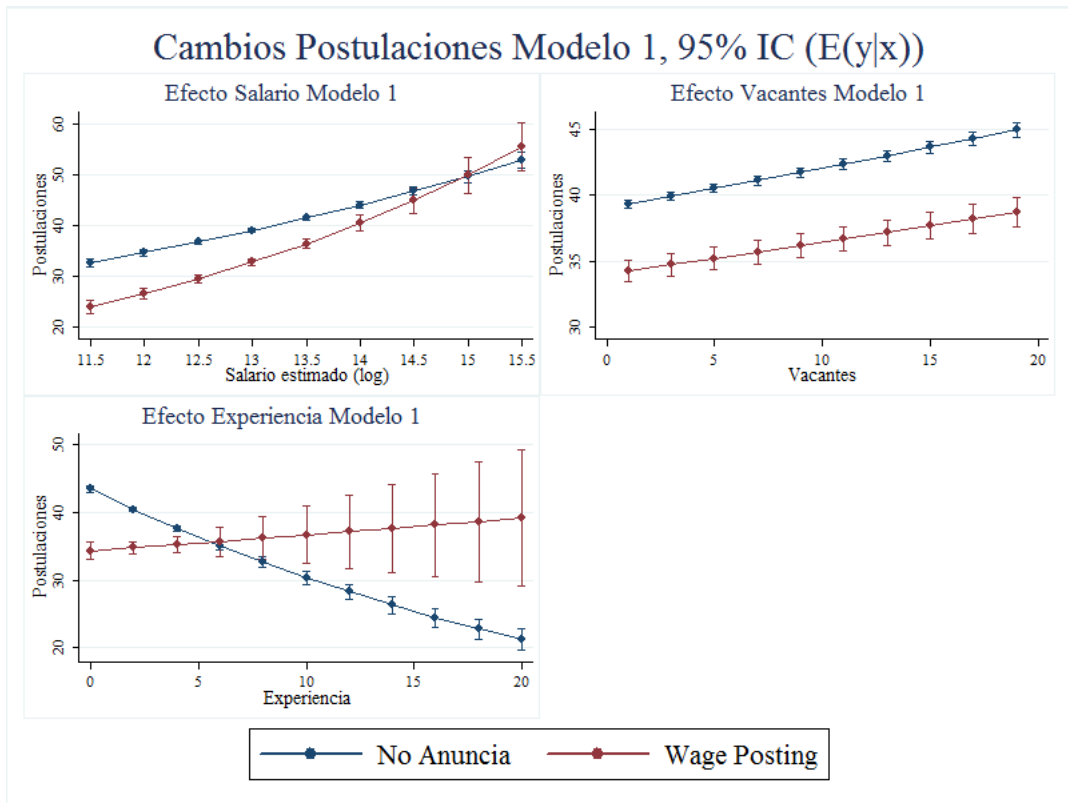 Cambios Postulaciones Modelo 1, 95% IC (E(y|x))
Efecto Salario Modelo 1
Postulaciones
60
50
40
30
20
11.5 12 12.5 13 13.5 14 14.5 15 15.5
Salario estimado (log)
Efecto Vacantes Modelo 1
Postulaciones
45
40
35
30
0 5 10 15 20
Vacantes
Efecto Experiencia Modelo 1
Postulaciones
50
40
30
20
0 5 10 15 20
Experiencia
No Anuncia
Wage Posting